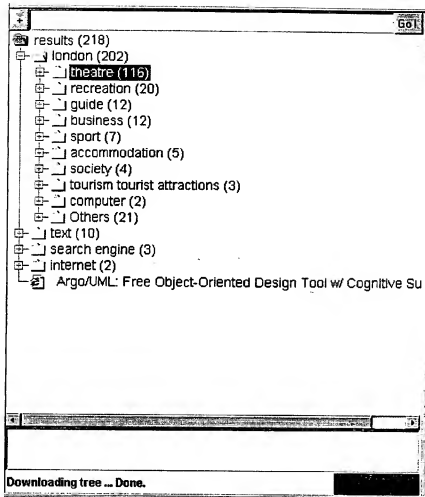 Go!
results (218)
london (202)
theatre (116)
recreation (20)
guide (12)
business (12)
sport (7)
accommodation (5)
society (4)
tourism tourist attractions (3)
computer (2)
Others (21)
text (10)
search engine (3)
internet (2)
Argo/UML: Free Object-Oriented Design Tool w/ Cognitive Su
Downloading tree ... Done.